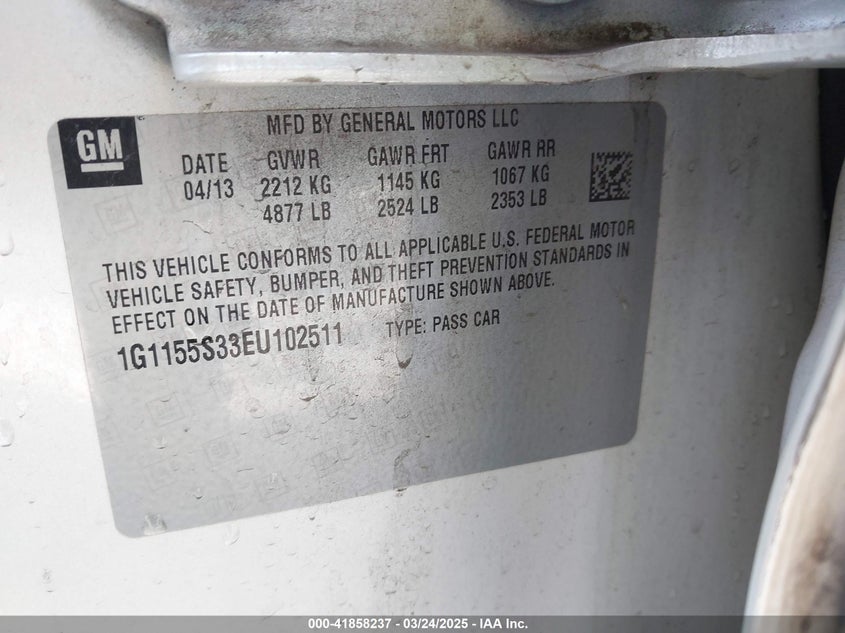 GM
MFD BY GENERAL MOTORS LLC
DATE GVWR GAWR FRT GAWR RR
04/13 2212 KG 1145 KG 1067 KG
4877 LB 2524 LB 2353 LB
THIS VEHICLE CONFORMS TO ALL APPLICABLE U.S. FEDERAL MOTOR
VEHICLE SAFETY, BUMPER, AND THEFT PREVENTION STANDARDS IN
EFFECT ON THE DATE OF MANUFACTURE SHOWN ABOVE.
1G1155S33EU102511 TYPE: PASS CAR
000-41858237 - 03/24/2025 - IAA Inc.